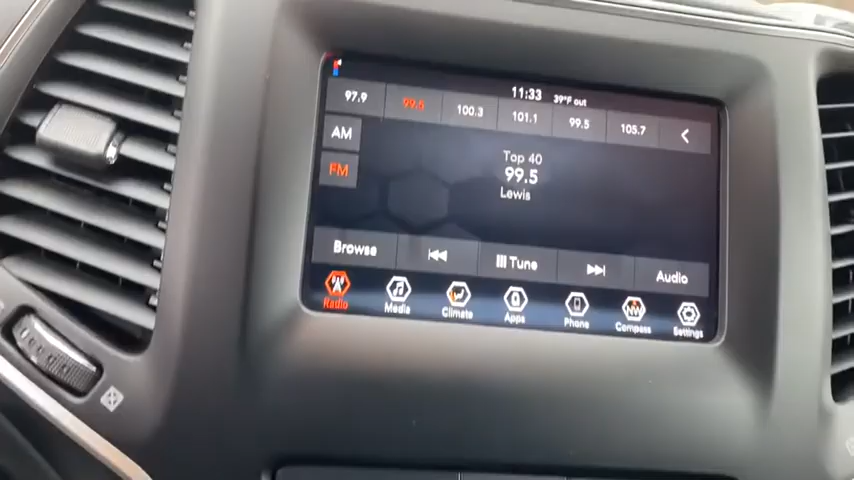 11:33 39°F out
97.9 99.5 100.3 101.1 99.5 105.7
AM
FM
Top 40
99.5
Lewis
Browse Tune Audio
Radio Media Climate Apps Phone NW Compass Settings